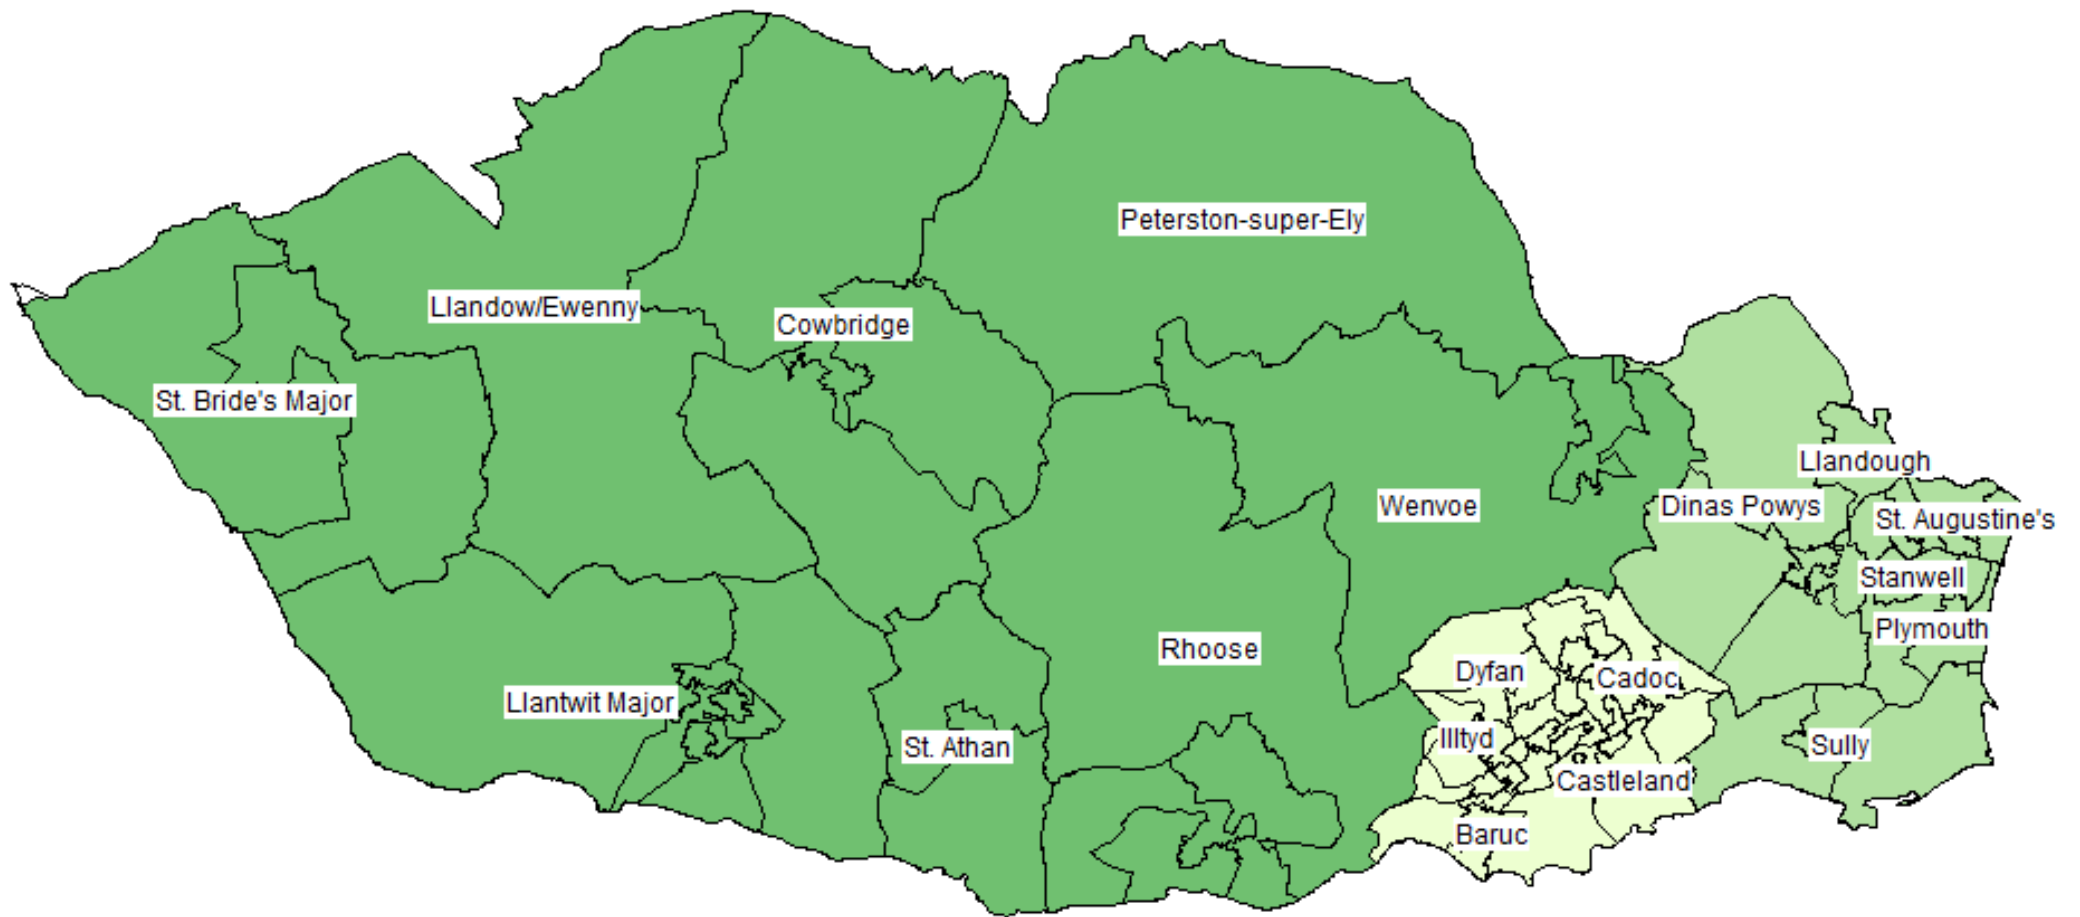 Peterston-super-Ely
Llandow/Ewenny
Cowbridge
St. Bride's Major
Llandough
Wenvoe
Dinas Powys
St. Augustine's
Stanwell
Plymouth
Rhoose
Dyfan
Cadoc
Llantwit Major
Illtyd
St. Athan
Sully
Castleland
Baruc